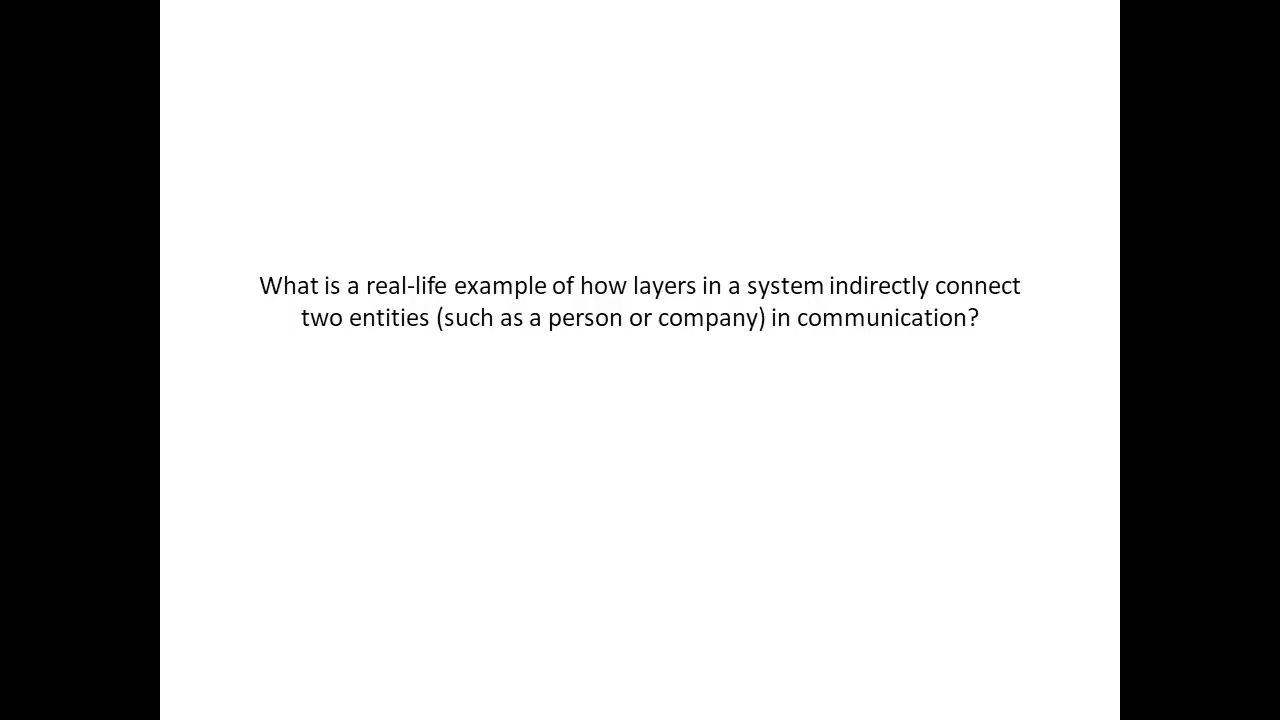 What is a real-life example of how layers in a system indirectly connect
two entities (such as a person or company) in communication?